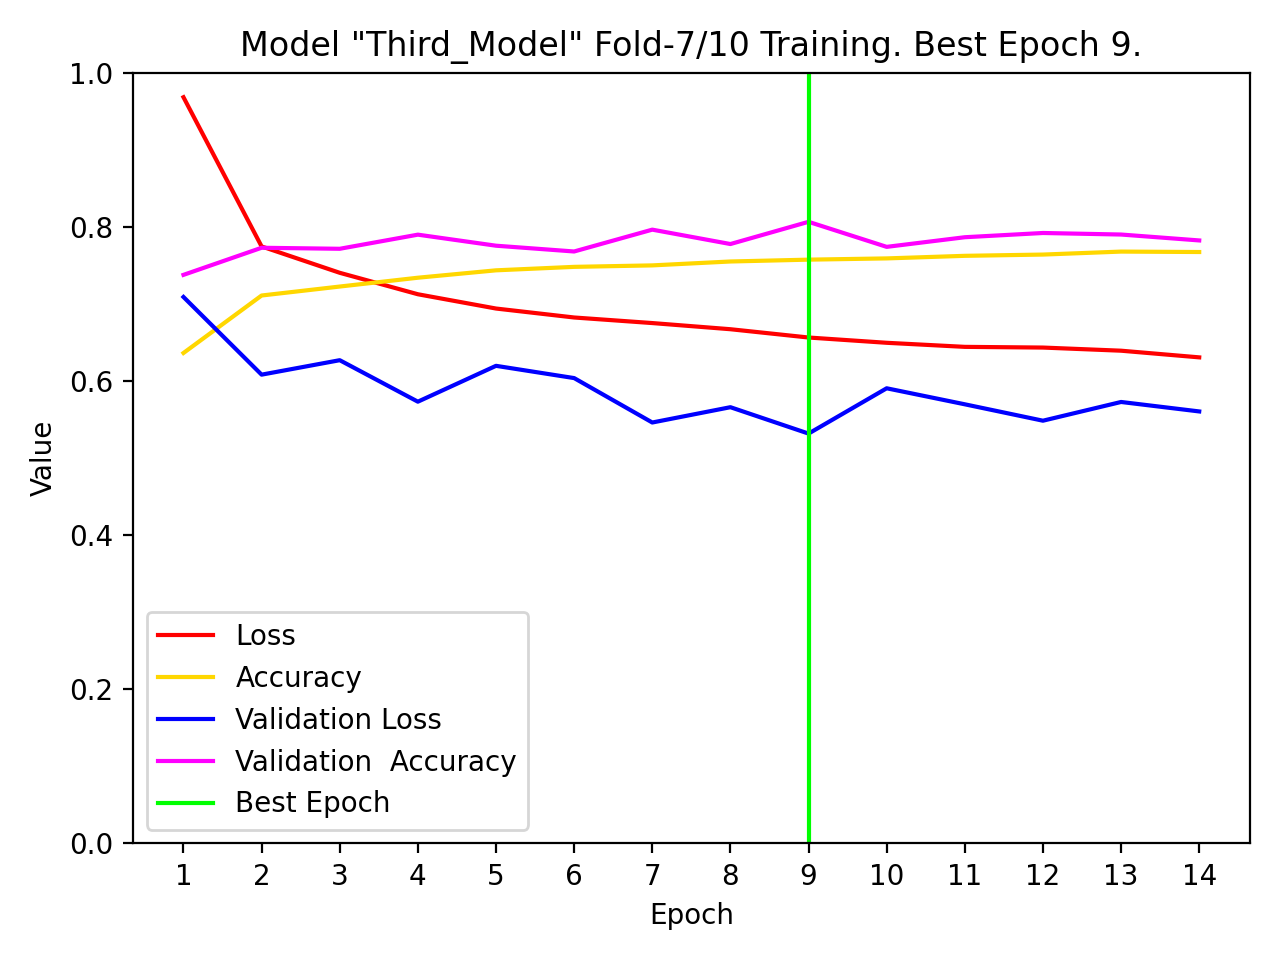 Model "Third_Model" Fold-7/10 Training. Best Epoch 9.
1.0
0.8
0.6
0.4
0.2
0.0
Value
Loss
Accuracy
Validation Loss
Validation  Accuracy
Best Epoch
1 2 3 4 5 6 7 8 9 10 11 12 13 14
Epoch